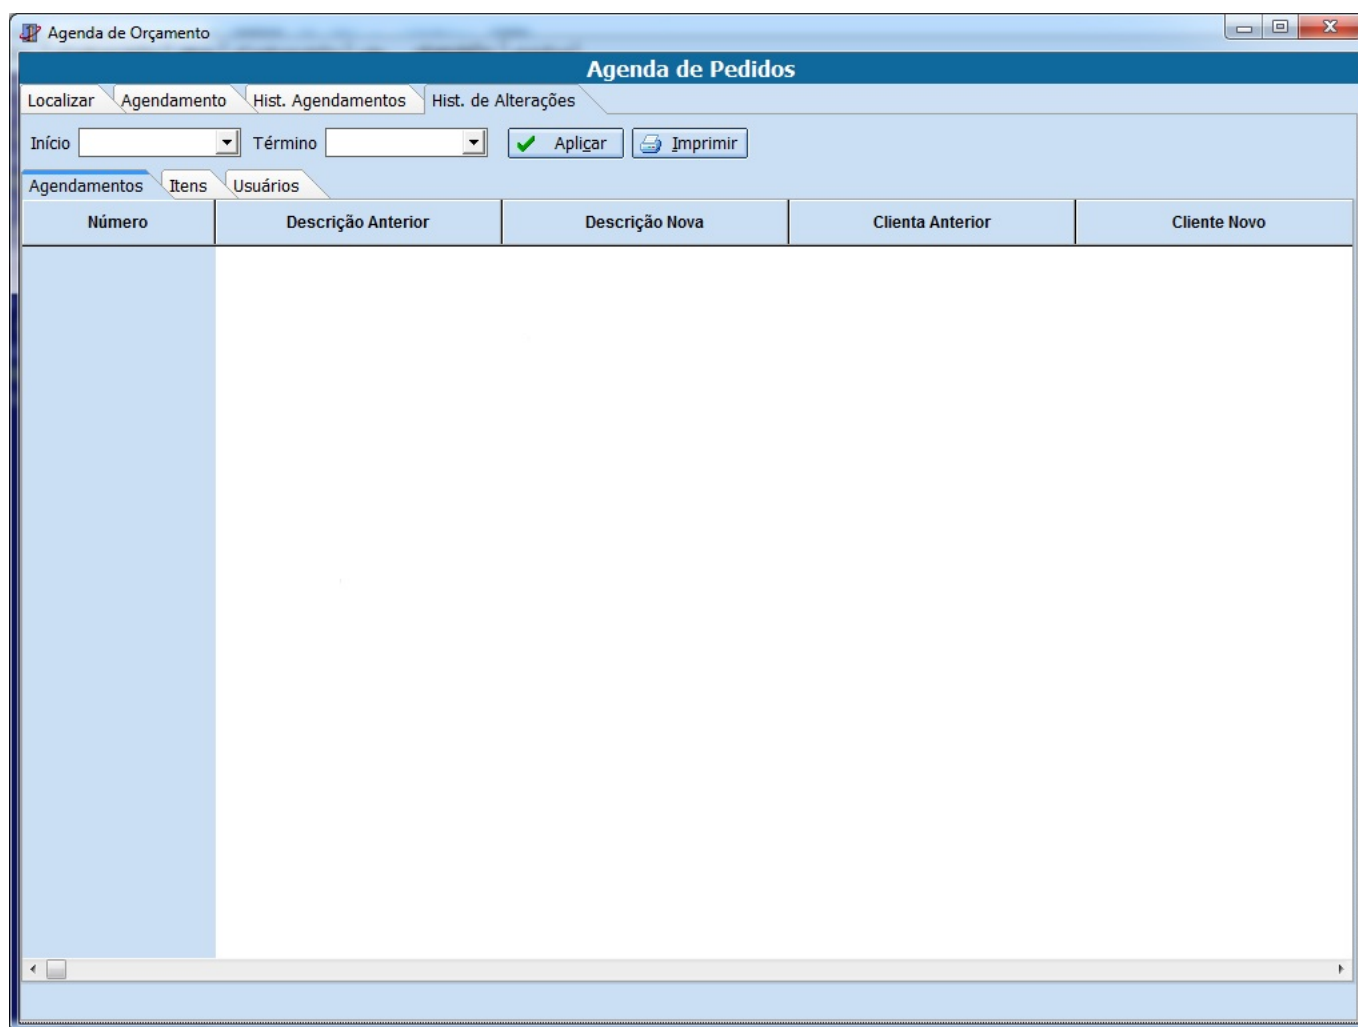 Agenda de Orçamento
Agenda de Pedidos
Localizar Agendamento Hist. Agendamentos Hist. de Alterações
Início Término Aplicar Imprimir
Agendamentos Itens Usuários
Número Descrição Anterior Descrição Nova Clienta Anterior Cliente Novo